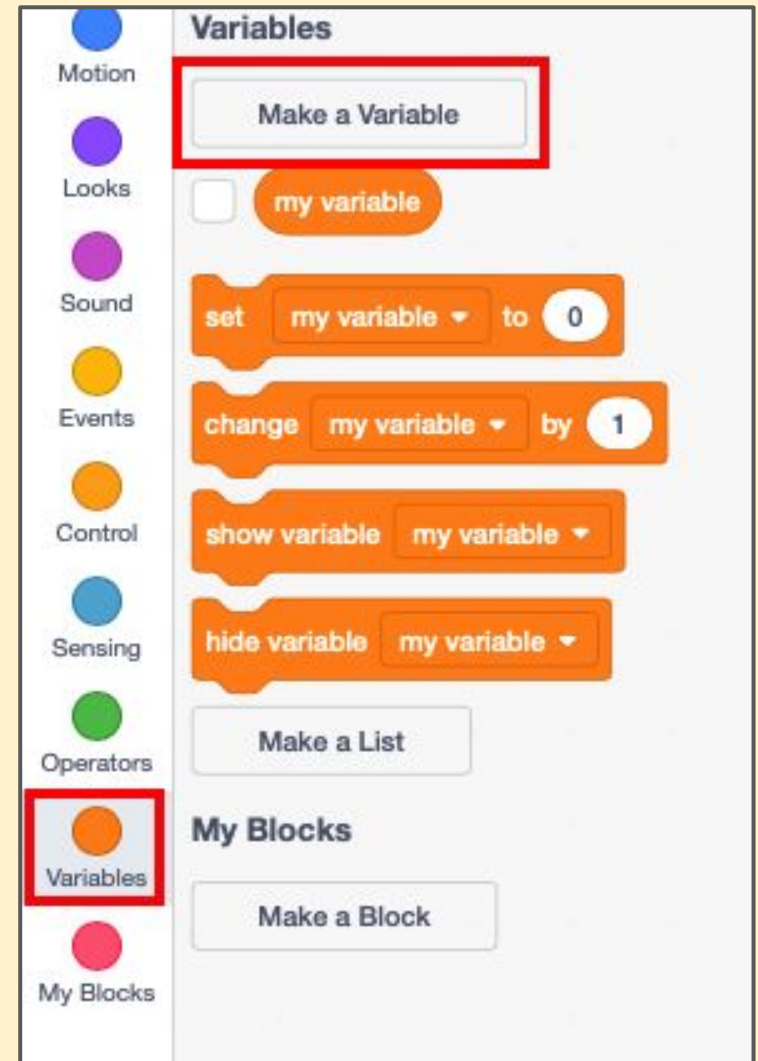 Motion
Looks
Sound
Events
Control
Sensing
Operators
Variables
My Blocks
Variables
Make a Variable
my variable
set my variable to 0
change my variable by 1
show variable my variable
hide variable my variable
Make a List
My Blocks
Make a Block